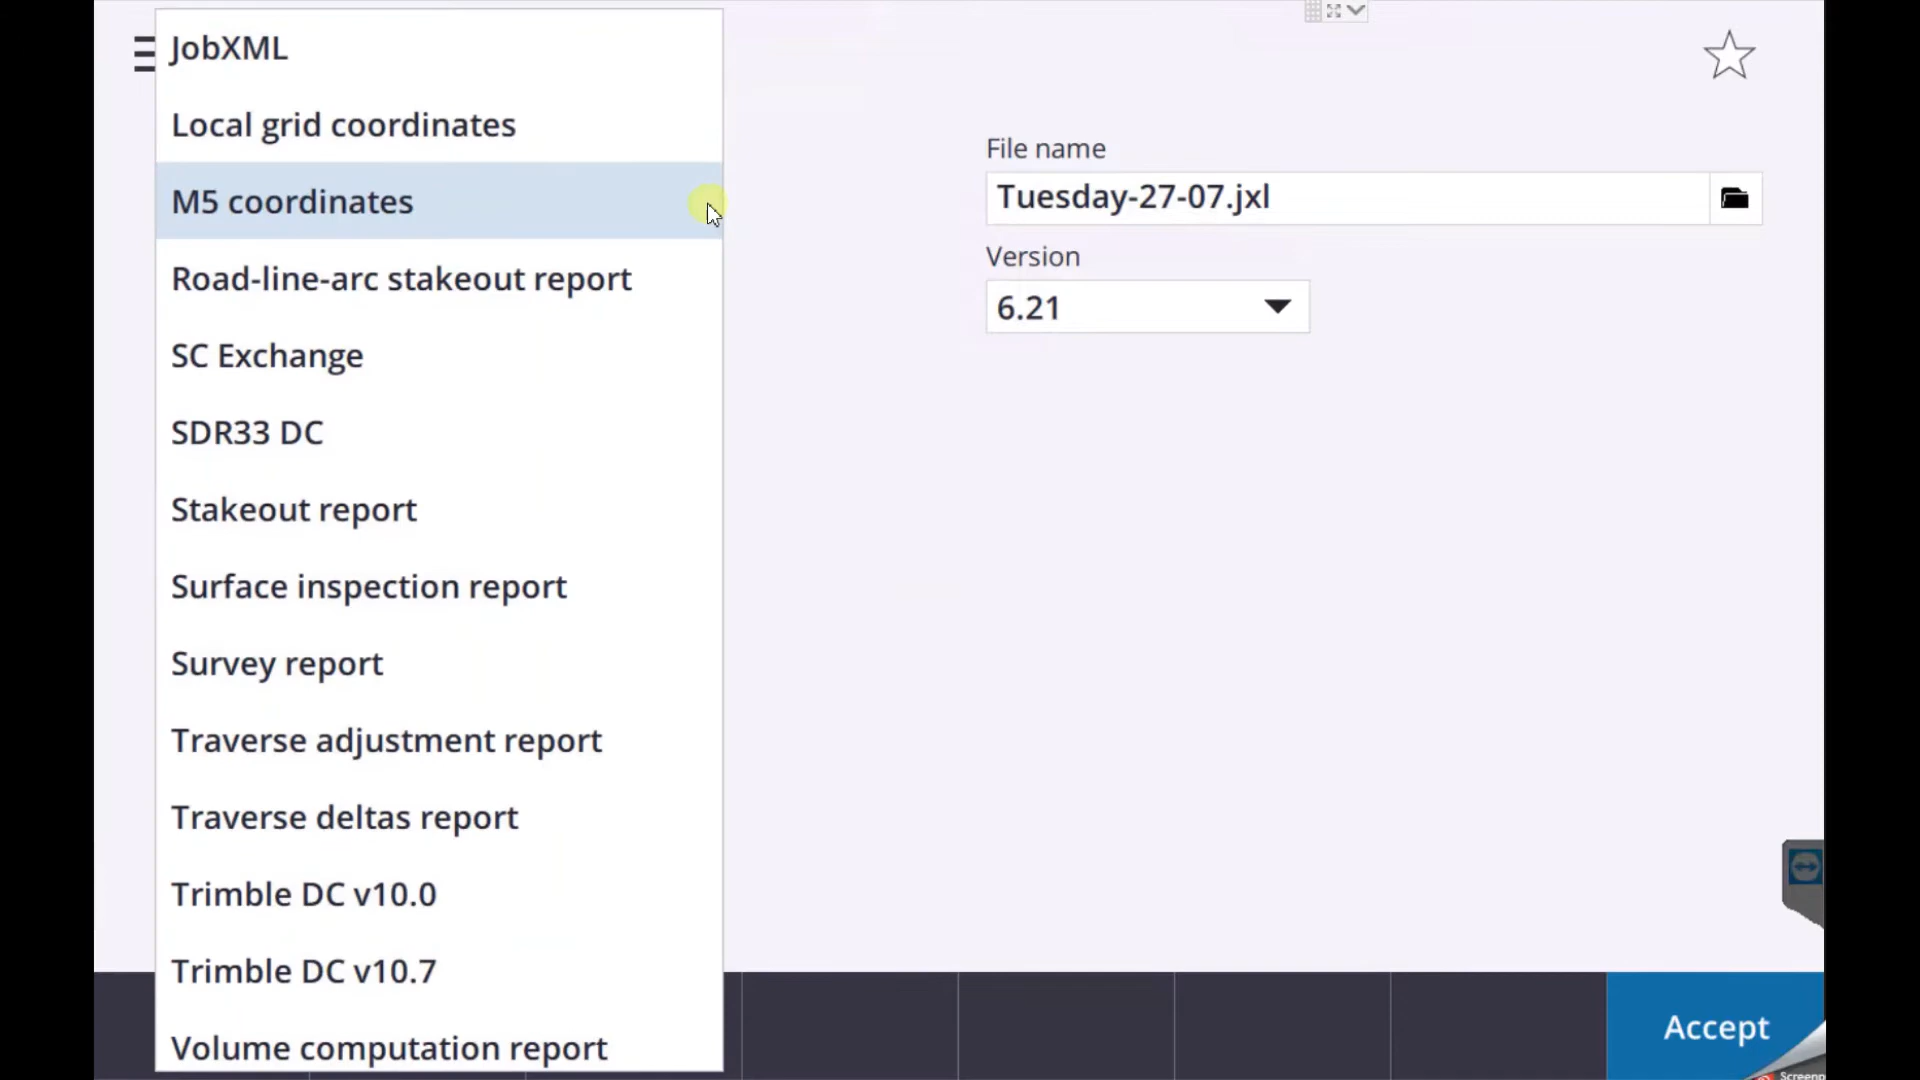 JobXML
Local grid coordinates
M5 coordinates
Road-line-arc stakeout report
SC Exchange
SDR33 DC
Stakeout report
Surface inspection report
Survey report
Traverse adjustment report
Traverse deltas report
Trimble DC v10.0
Trimble DC v10.7
Volume computation report
File name
Tuesday-27-07.jxl
Version
6.21
Accept